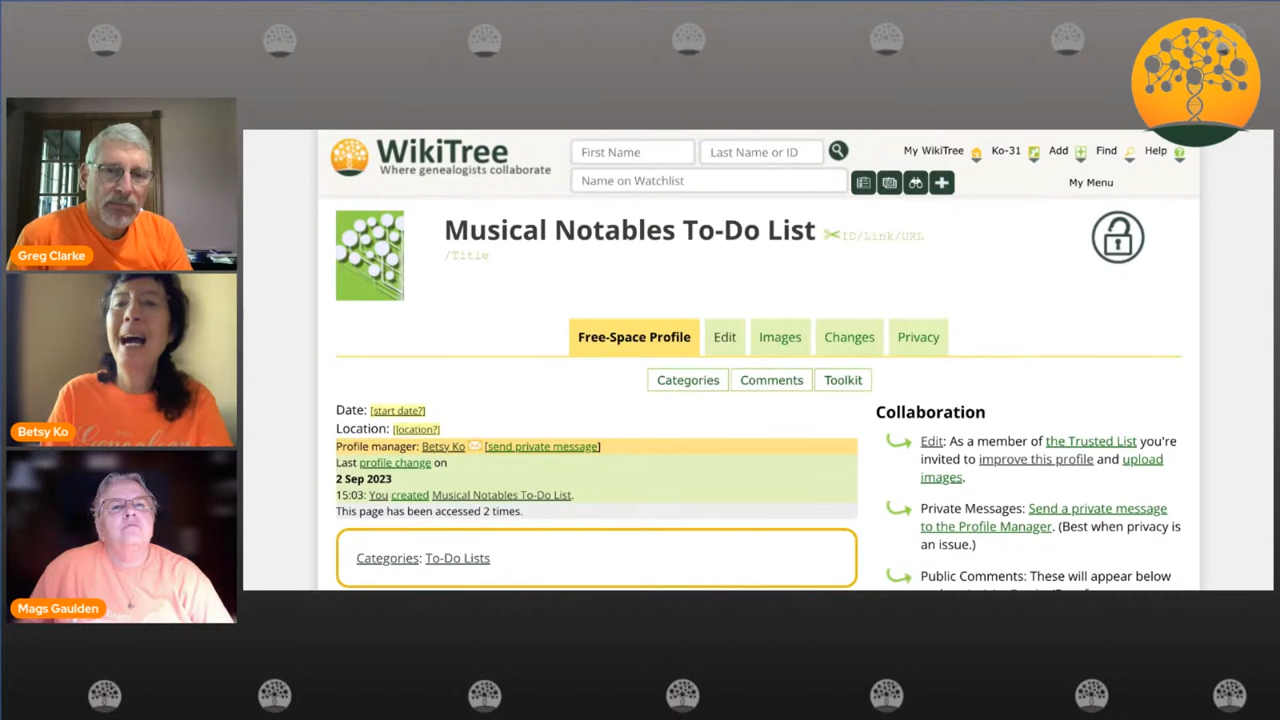 WikiTree
Where genealogists collaborate
First Name
Last Name or ID
Name on Watchlist
My WikiTree
Ko-31
Add
Find
Help
My Menu
Musical Notables To-Do List
ID/Link/URL
/Title
Free-Space Profile
Edit
Images
Changes
Privacy
Categories
Comments
Toolkit
Date: [start date?]
Location: [location?]
Profile manager: Betsy Ko [send private message]
Last profile change on
2 Sep 2023
15:03: You created Musical Notables To-Do List.
This page has been accessed 2 times.
Categories: To-Do Lists
Collaboration
Edit: As a member of the Trusted List you're
invited to improve this profile and upload
images.
Private Messages: Send a private message
to the Profile Manager. (Best when privacy is
an issue.)
Public Comments: These will appear below
Greg Clarke
Betsy Ko
Mags Gaulden